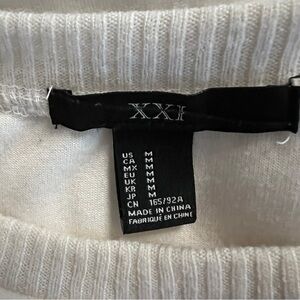 XXI
US M
CA M
MX M
EU M
UK M
KR M
JP M
CN 165/92A
MADE IN CHINA
FABRIQUÉ EN CHINE